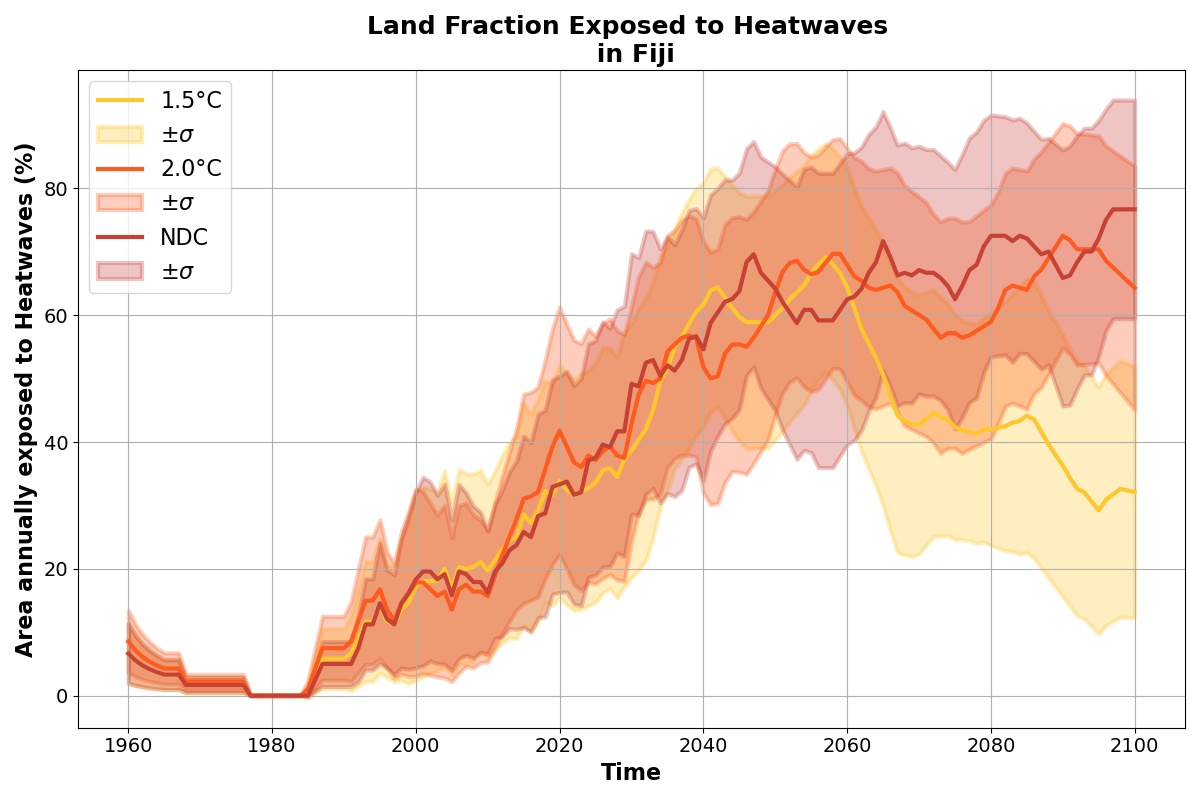 Land Fraction Exposed to Heatwaves
in Fiji
1.5°C
±σ
2.0°C
±σ
NDC
±σ
Area annually exposed to Heatwaves (%)
80
60
40
20
0
1960
1980
2000
2020
2040
2060
2080
2100
Time